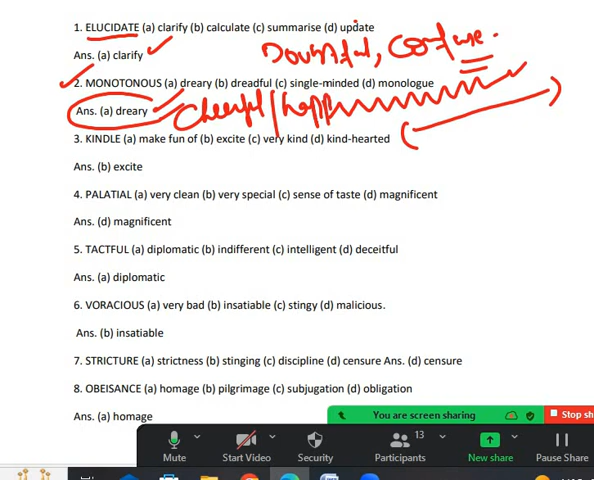 1. ELUCIDATE (a) clarify (b) calculate (c) summarise (d) update
Doubtful, Confuse.
Ans. (a) clarify
2. MONOTONOUS (a) dreary (b) dreadful (c) single-minded (d) monologue
Ans. (a) dreary
Cheerful/happ
3. KINDLE (a) make fun of (b) excite (c) very kind (d) kind-hearted
Ans. (b) excite
4. PALATIAL (a) very clean (b) very special (c) sense of taste (d) magnificent
Ans. (d) magnificent
5. TACTFUL (a) diplomatic (b) indifferent (c) intelligent (d) deceitful
Ans. (a) diplomatic
6. VORACIOUS (a) very bad (b) insatiable (c) stingy (d) malicious.
Ans. (b) insatiable
7. STRICTURE (a) strictness (b) stinging (c) discipline (d) censure Ans. (d) censure
8. OBEISANCE (a) homage (b) pilgrimage (c) subjugation (d) obligation
Ans. (a) homage
You are screen sharing
Stop sh
13
Mute
Start Video
Security
Participants
New share
Pause Share